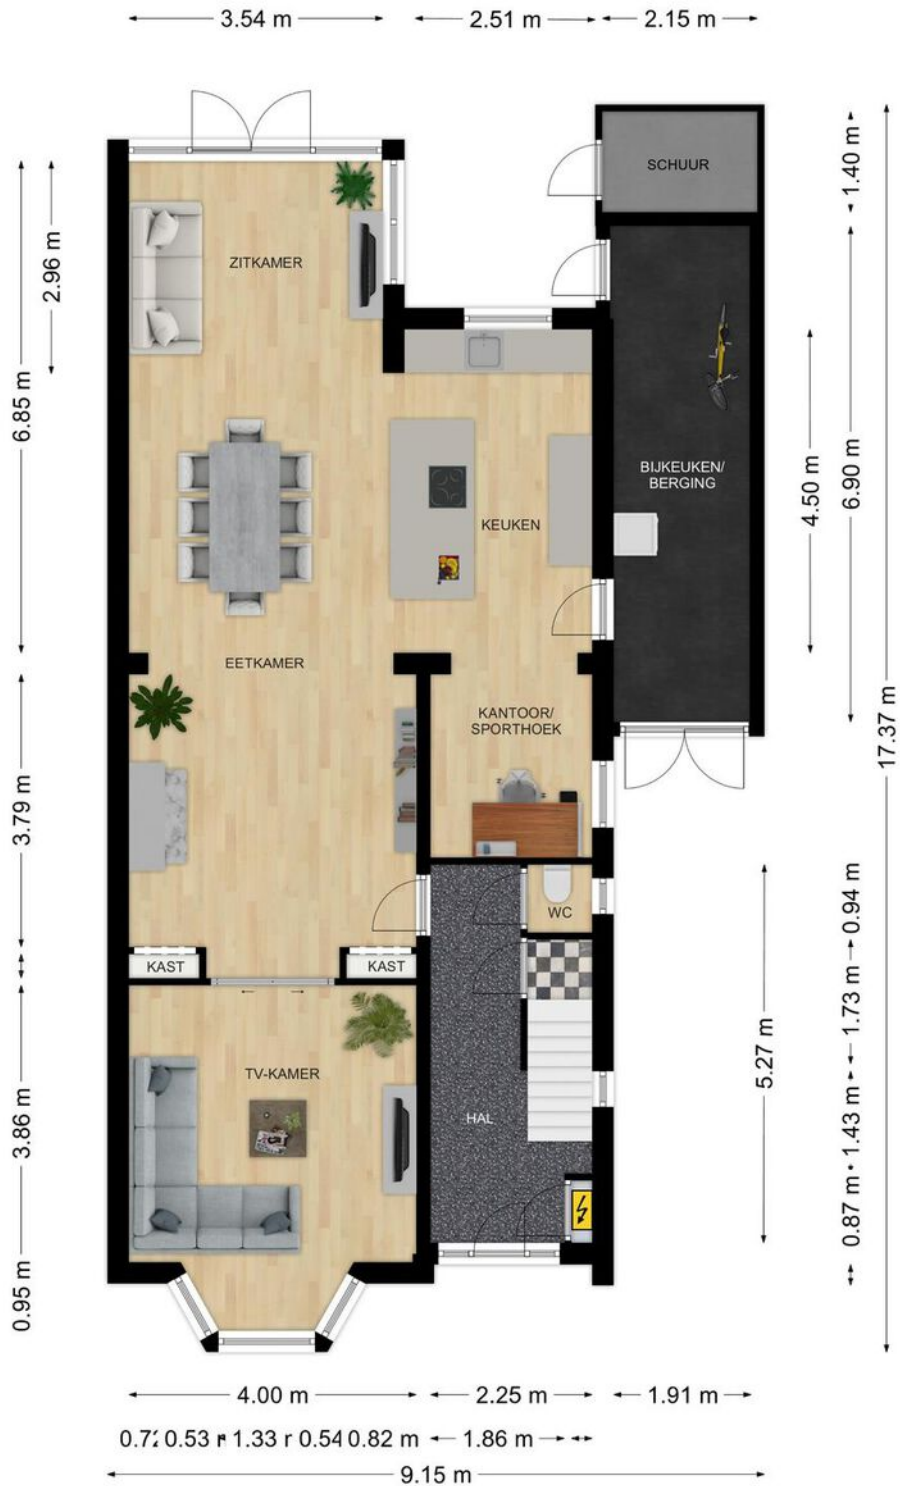 3.54 m
2.51 m
2.15 m
1.40 m
SCHUUR
2.96 m
ZITKAMER
6.85 m
4.50 m
6.90 m
BIJKEUKEN/
BERGING
KEUKEN
EETKAMER
KANTOOR/
SPORTHOEK
17.37 m
3.79 m
WC
0.94 m
KAST
KAST
1.73 m
5.27 m
TV-KAMER
3.86 m
HAL
1.43 m
0.87 m
0.95 m
4.00 m
2.25 m
1.91 m
0.53
1.33
0.54
0.82 m
1.86 m
9.15 m